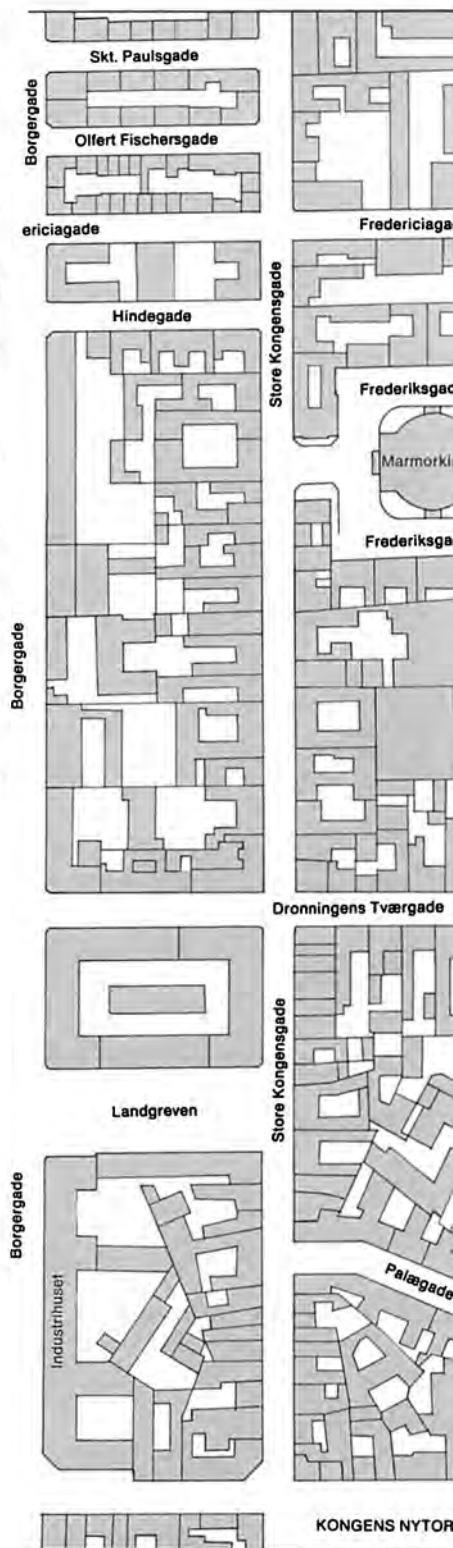 Skt. Paulsgade
Borgergade
Olfert Fischersgade
ericiagade
Fredericiaga
Hindegade
Store Kongensgade
Frederiksgad
Marmorki
Frederiksga
Borgergade
Dronningens Tværgade
Store Kongensgade
Landgreven
Borgergade
Palægade
Industrihuset
KONGENS NYTOR